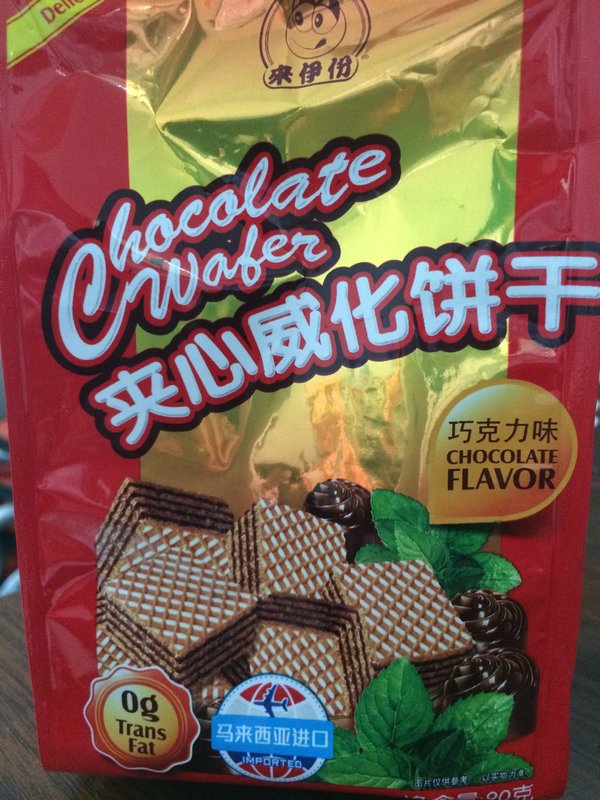 来伊份
Chocolate
Wafer
夹心威化饼干
巧克力味
CHOCOLATE
FLAVOR
0g
Trans
Fat
马来西亚进口
IMPORTED
图片仅供参考，以实物为准